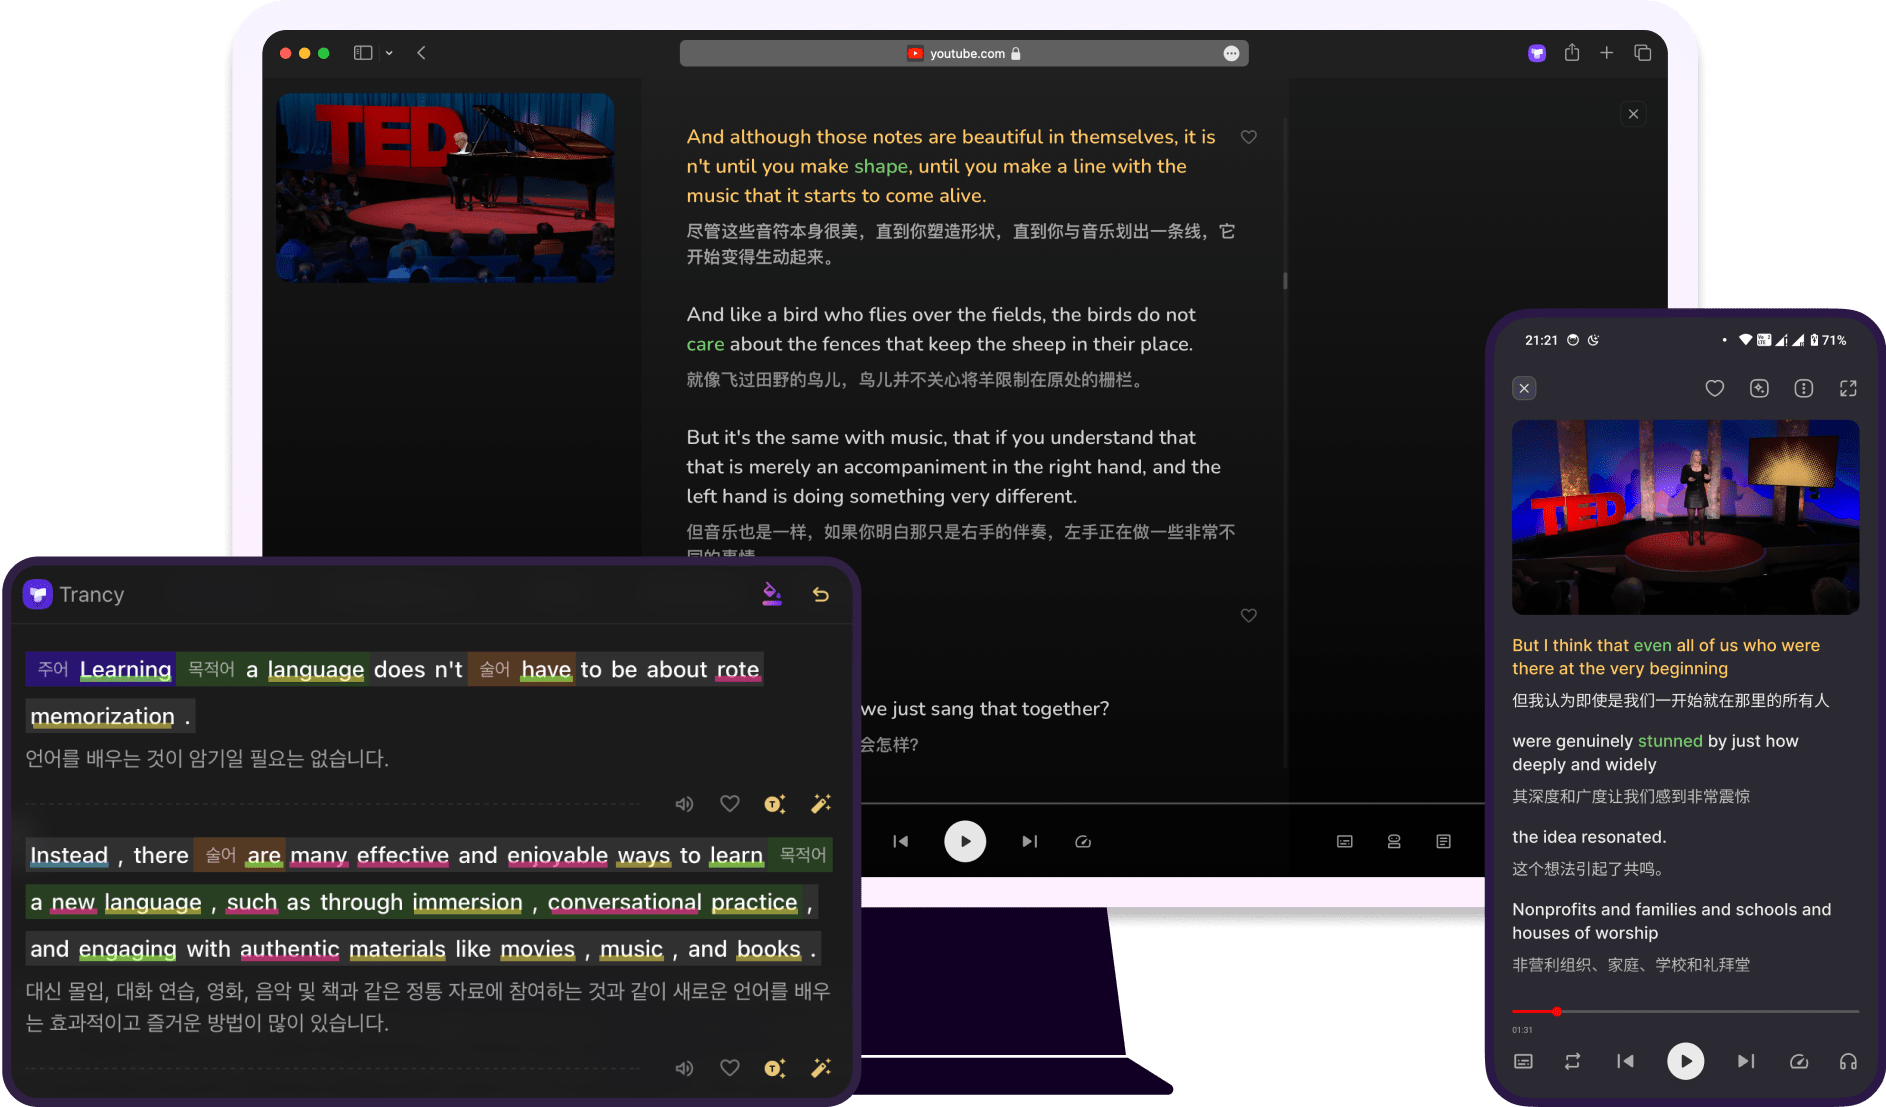 youtube.com
TED
And although those notes are beautiful in themselves, it is
n't until you make shape, until you make a line with the
music that it starts to come alive.
尽管这些音符本身很美，直到你塑造形状，直到你与音乐划出一条线，它
开始变得生动起来。
And like a bird who flies over the fields, the birds do not
care about the fences that keep the sheep in their place.
就像飞过田野的鸟儿，鸟儿并不关心将羊限制在原处的栅栏。
But it's the same with music, that if you understand that
that is merely an accompaniment in the right hand, and the
left hand is doing something very different.
但音乐也是一样，如果你明白那只是右手的伴奏，左手正在做一些非常不
同的事情
we just sang that together?
会怎样?
Trancy
주어 Learning 목적어 a language does n't 술어 have to be about rote
memorization .
언어를 배우는 것이 암기일 필요는 없습니다.
Instead , there 술어 are many effective and enjoyable ways to learn 목적어
a new language , such as through immersion , conversational practice ,
and engaging with authentic materials like movies , music , and books .
대신 몰입, 대화 연습, 영화, 음악 및 책과 같은 정통 자료에 참여하는 것과 같이 새로운 언어를 배우
는 효과적이고 즐거운 방법이 많이 있습니다.
21:21
71%
TED
But I think that even all of us who were
there at the very beginning
但我认为即使是我们一开始就在那里的所有人
were genuinely stunned by just how
deeply and widely
其深度和广度让我们感到非常震惊
the idea resonated.
这个想法引起了共鸣。
Nonprofits and families and schools and
houses of worship
非营利组织、家庭、学校和礼拜堂
01:31